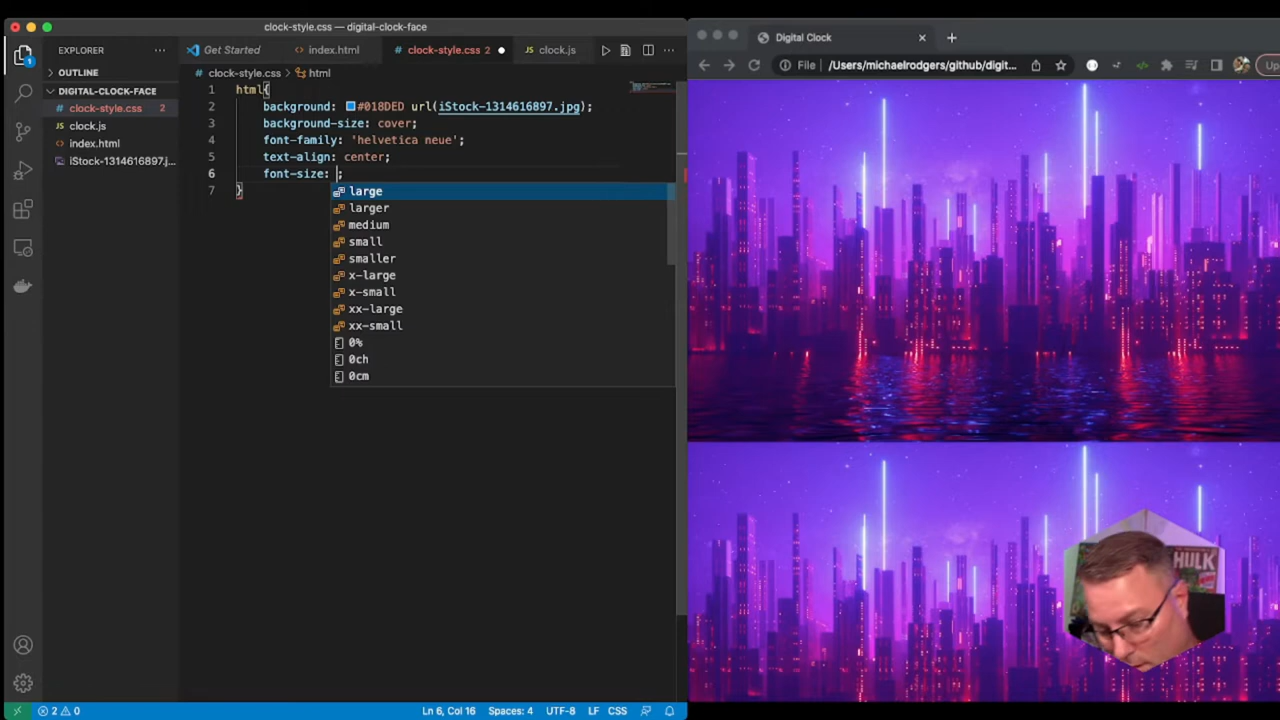 clock-style.css — digital-clock-face
EXPLORER
OUTLINE
DIGITAL-CLOCK-FACE
clock-style.css 2
clock.js
index.html
iStock-1314616897.j...
1
Get Started
index.html
clock-style.css 2
clock.js
clock-style.css > html
1 html{
2 background: #018DED url(iStock-1314616897.jpg);
3 background-size: cover;
4 font-family: 'helvetica neue';
5 text-align: center;
6 font-size: ;
7 }
large
larger
medium
small
smaller
x-large
x-small
xx-large
xx-small
0%
0ch
0cm
2 0
Ln 6, Col 16
Spaces: 4
UTF-8
LF
CSS
Digital Clock
File
/Users/michaelrodgers/github/digit...
Up
HULK